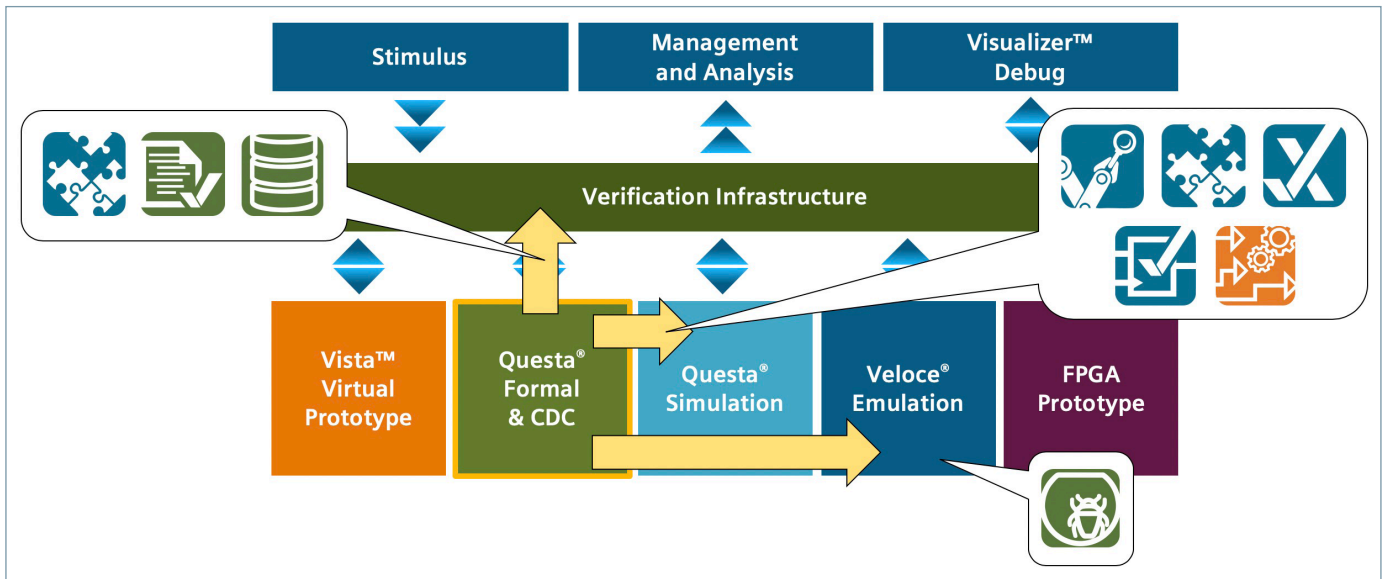 Stimulus
Management
and Analysis
Visualizer™
Debug
Verification Infrastructure
Vista™
Virtual
Prototype
Questa®
Formal
& CDC
Questa®
Simulation
Veloce®
Emulation
FPGA
Prototype